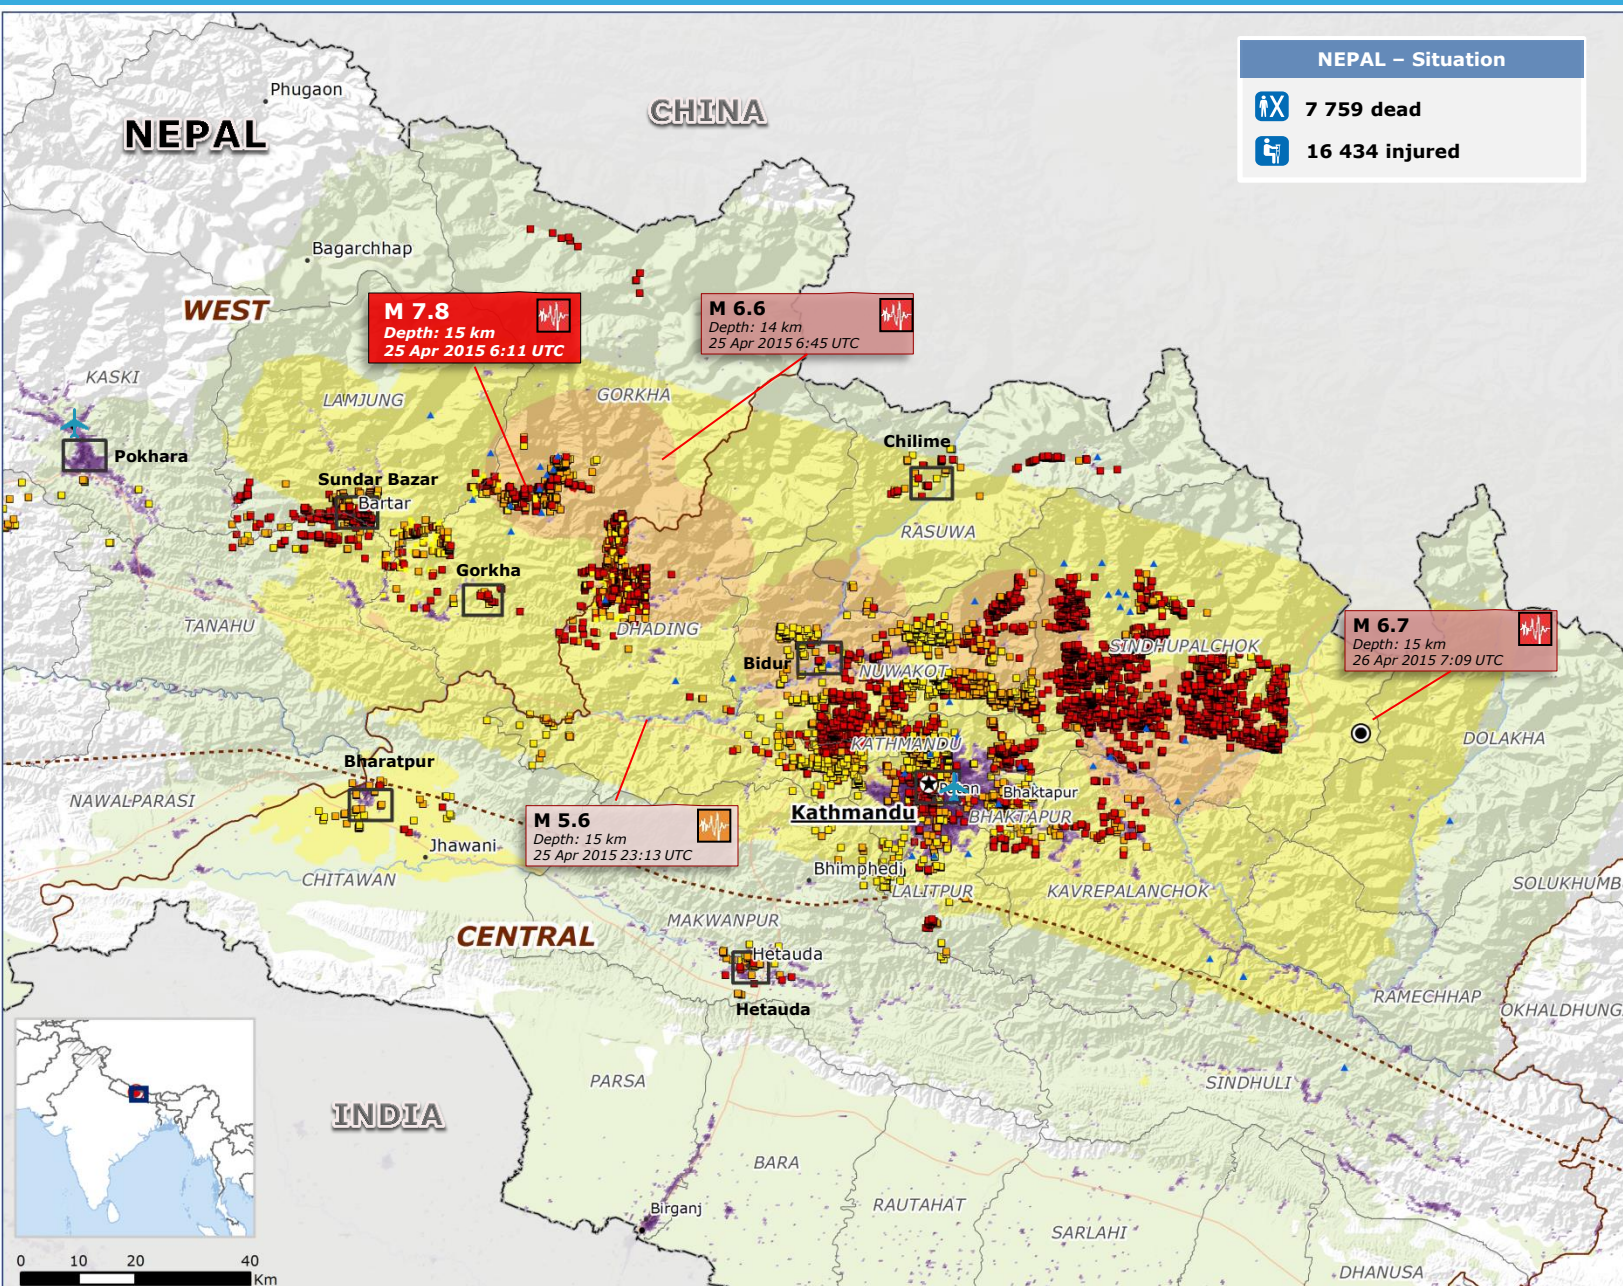 NEPAL – Situation
7 759 dead
16 434 injured
Phugaon
NEPAL
CHINA
Bagarchhap
WEST
M 7.8
Depth: 15 km
25 Apr 2015 6:11 UTC
M 6.6
Depth: 14 km
25 Apr 2015 6:45 UTC
KASKI
LAMJUNG
GORKHA
Pokhara
Chilime
Sundar Bazar
Bartar
RASUWA
Gorkha
TANAHU
DHADING
M 6.7
Depth: 15 km
26 Apr 2015 7:09 UTC
SINDHUPALCHOK
Bidur
NUWAKOT
DOLAKHA
KATHMANDU
Bharatpur
NAWALPARASI
Patan
Bhaktapur
Kathmandu
BHAKTAPUR
M 5.6
Depth: 15 km
25 Apr 2015 23:13 UTC
Jhawani
Bhimphedi
CHITAWAN
LALITPUR
KAVREPALANCHOK
SOLUKHUMB
MAKWANPUR
CENTRAL
Hetauda
Hetauda
RAMECHHAP
OKHALDHUNG
PARSA
SINDHULI
INDIA
BARA
RAUTAHAT
Birganj
SARLAHI
DHANUSA
0 10 20 40
Km